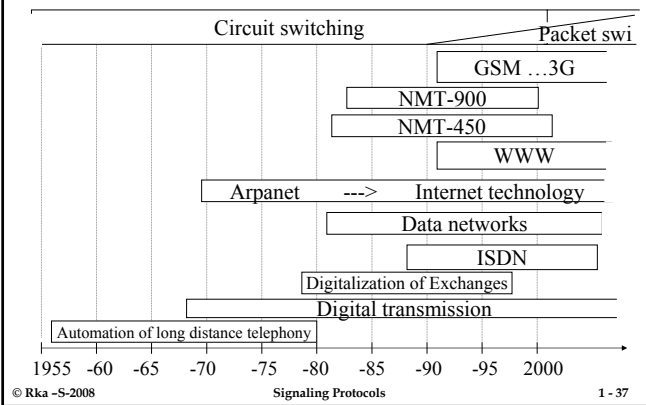 Circuit switching
Packet swi
GSM …3G
NMT-900
NMT-450
WWW
Arpanet ---> Internet technology
Data networks
ISDN
Digitalization of Exchanges
Digital transmission
Automation of long distance telephony
1955 -60 -65 -70 -75 -80 -85 -90 -95 2000
© Rka –S-2008 Signaling Protocols 1 - 37